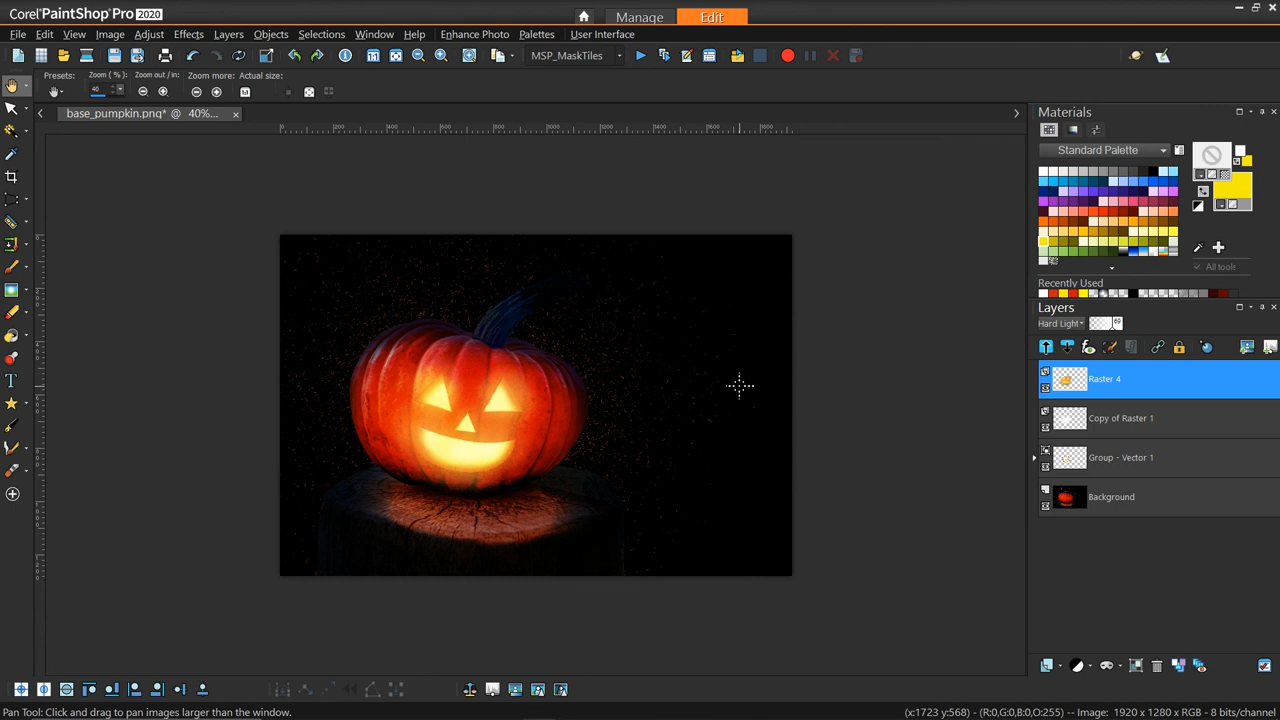 Corel®PaintShop®Pro 2020
Manage
Edit
File Edit View Image Adjust Effects Layers Objects Selections Window Help Enhance Photo Palettes User Interface
MSP_MaskTiles
Presets: Zoom (%): Zoom out/in: Zoom more: Actual size:
40
base_pumpkin.png* @ 40%...
Materials
Standard Palette
All tools
Recently Used
Layers
Hard Light
Raster 4
Copy of Raster 1
Group - Vector 1
Background
Pan Tool: Click and drag to pan images larger than the window.
(x:1723 y:568) -- (R:0,G:0,B:0,O:255) -- Image: 1920 x 1280 x RGB - 8 bits/channel